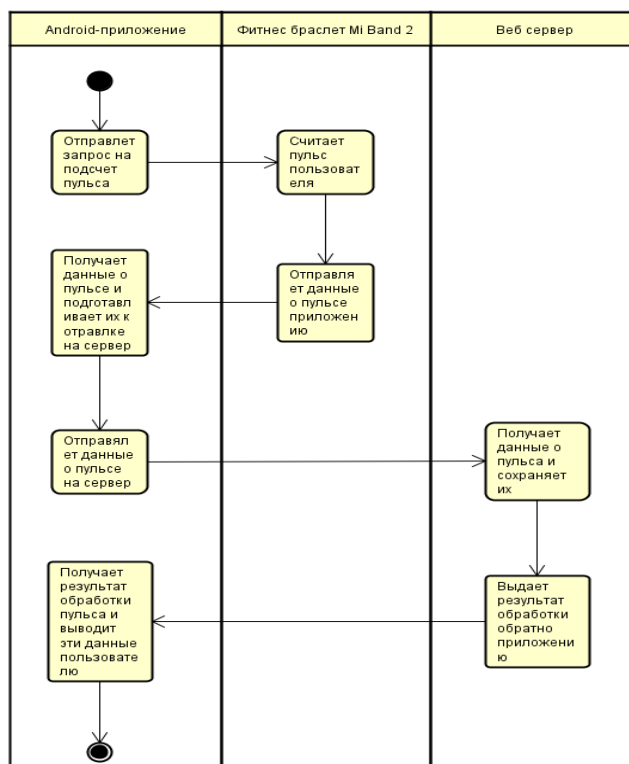 Android-приложение
Фитнес браслет Mi Band 2
Веб сервер
Отправлет
запрос на
подсчет
пульса
Считает
пульс
пользоват
еля
Получает
данные о
пульсе и
подготавл
ивает их к
отравлке
на сервер
Отправля
ет данные
о пульсе
приложен
ию
Отправял
ет данные
о пульсе
на сервер
Получает
данные о
пульса и
сохраняет
их
Получает
результат
обработки
пульса и
выводит
эти данные
пользовате
лю
Выдает
результат
обработки
обратно
приложени
ю